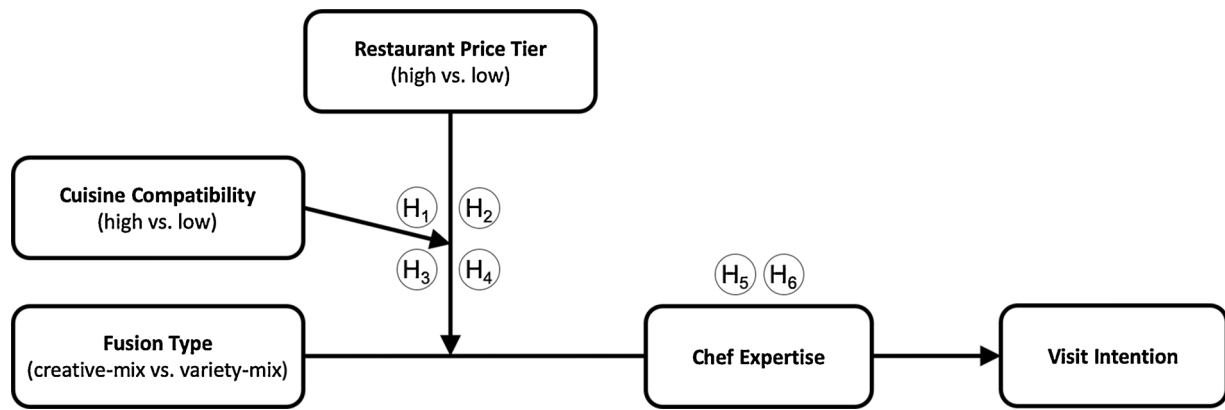 Restaurant Price Tier
(high vs. low)
Cuisine Compatibility
(high vs. low)
H1 H2
H3 H4
H5 H6
Fusion Type
(creative-mix vs. variety-mix)
Chef Expertise
Visit Intention